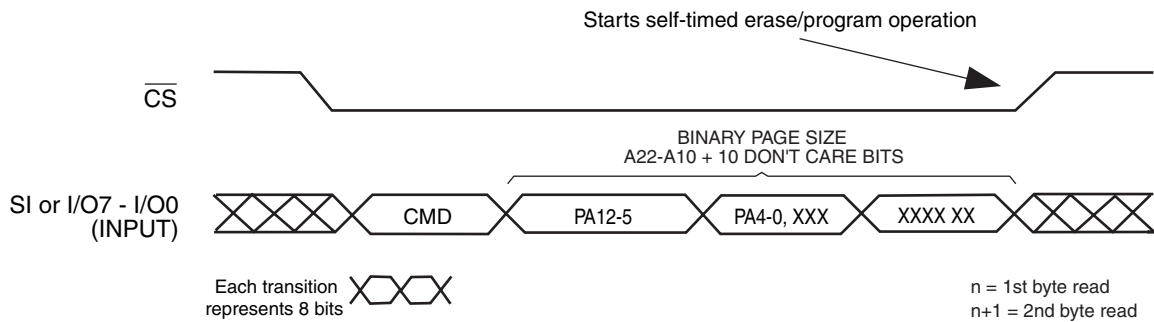 Starts self-timed erase/program operation
CS
BINARY PAGE SIZE
A22-A10 + 10 DON'T CARE BITS
SI or I/O7 - I/O0
(INPUT)
CMD
PA12-5
PA4-0, XXX
XXXX XX
Each transition
represents 8 bits
n = 1st byte read
n+1 = 2nd byte read